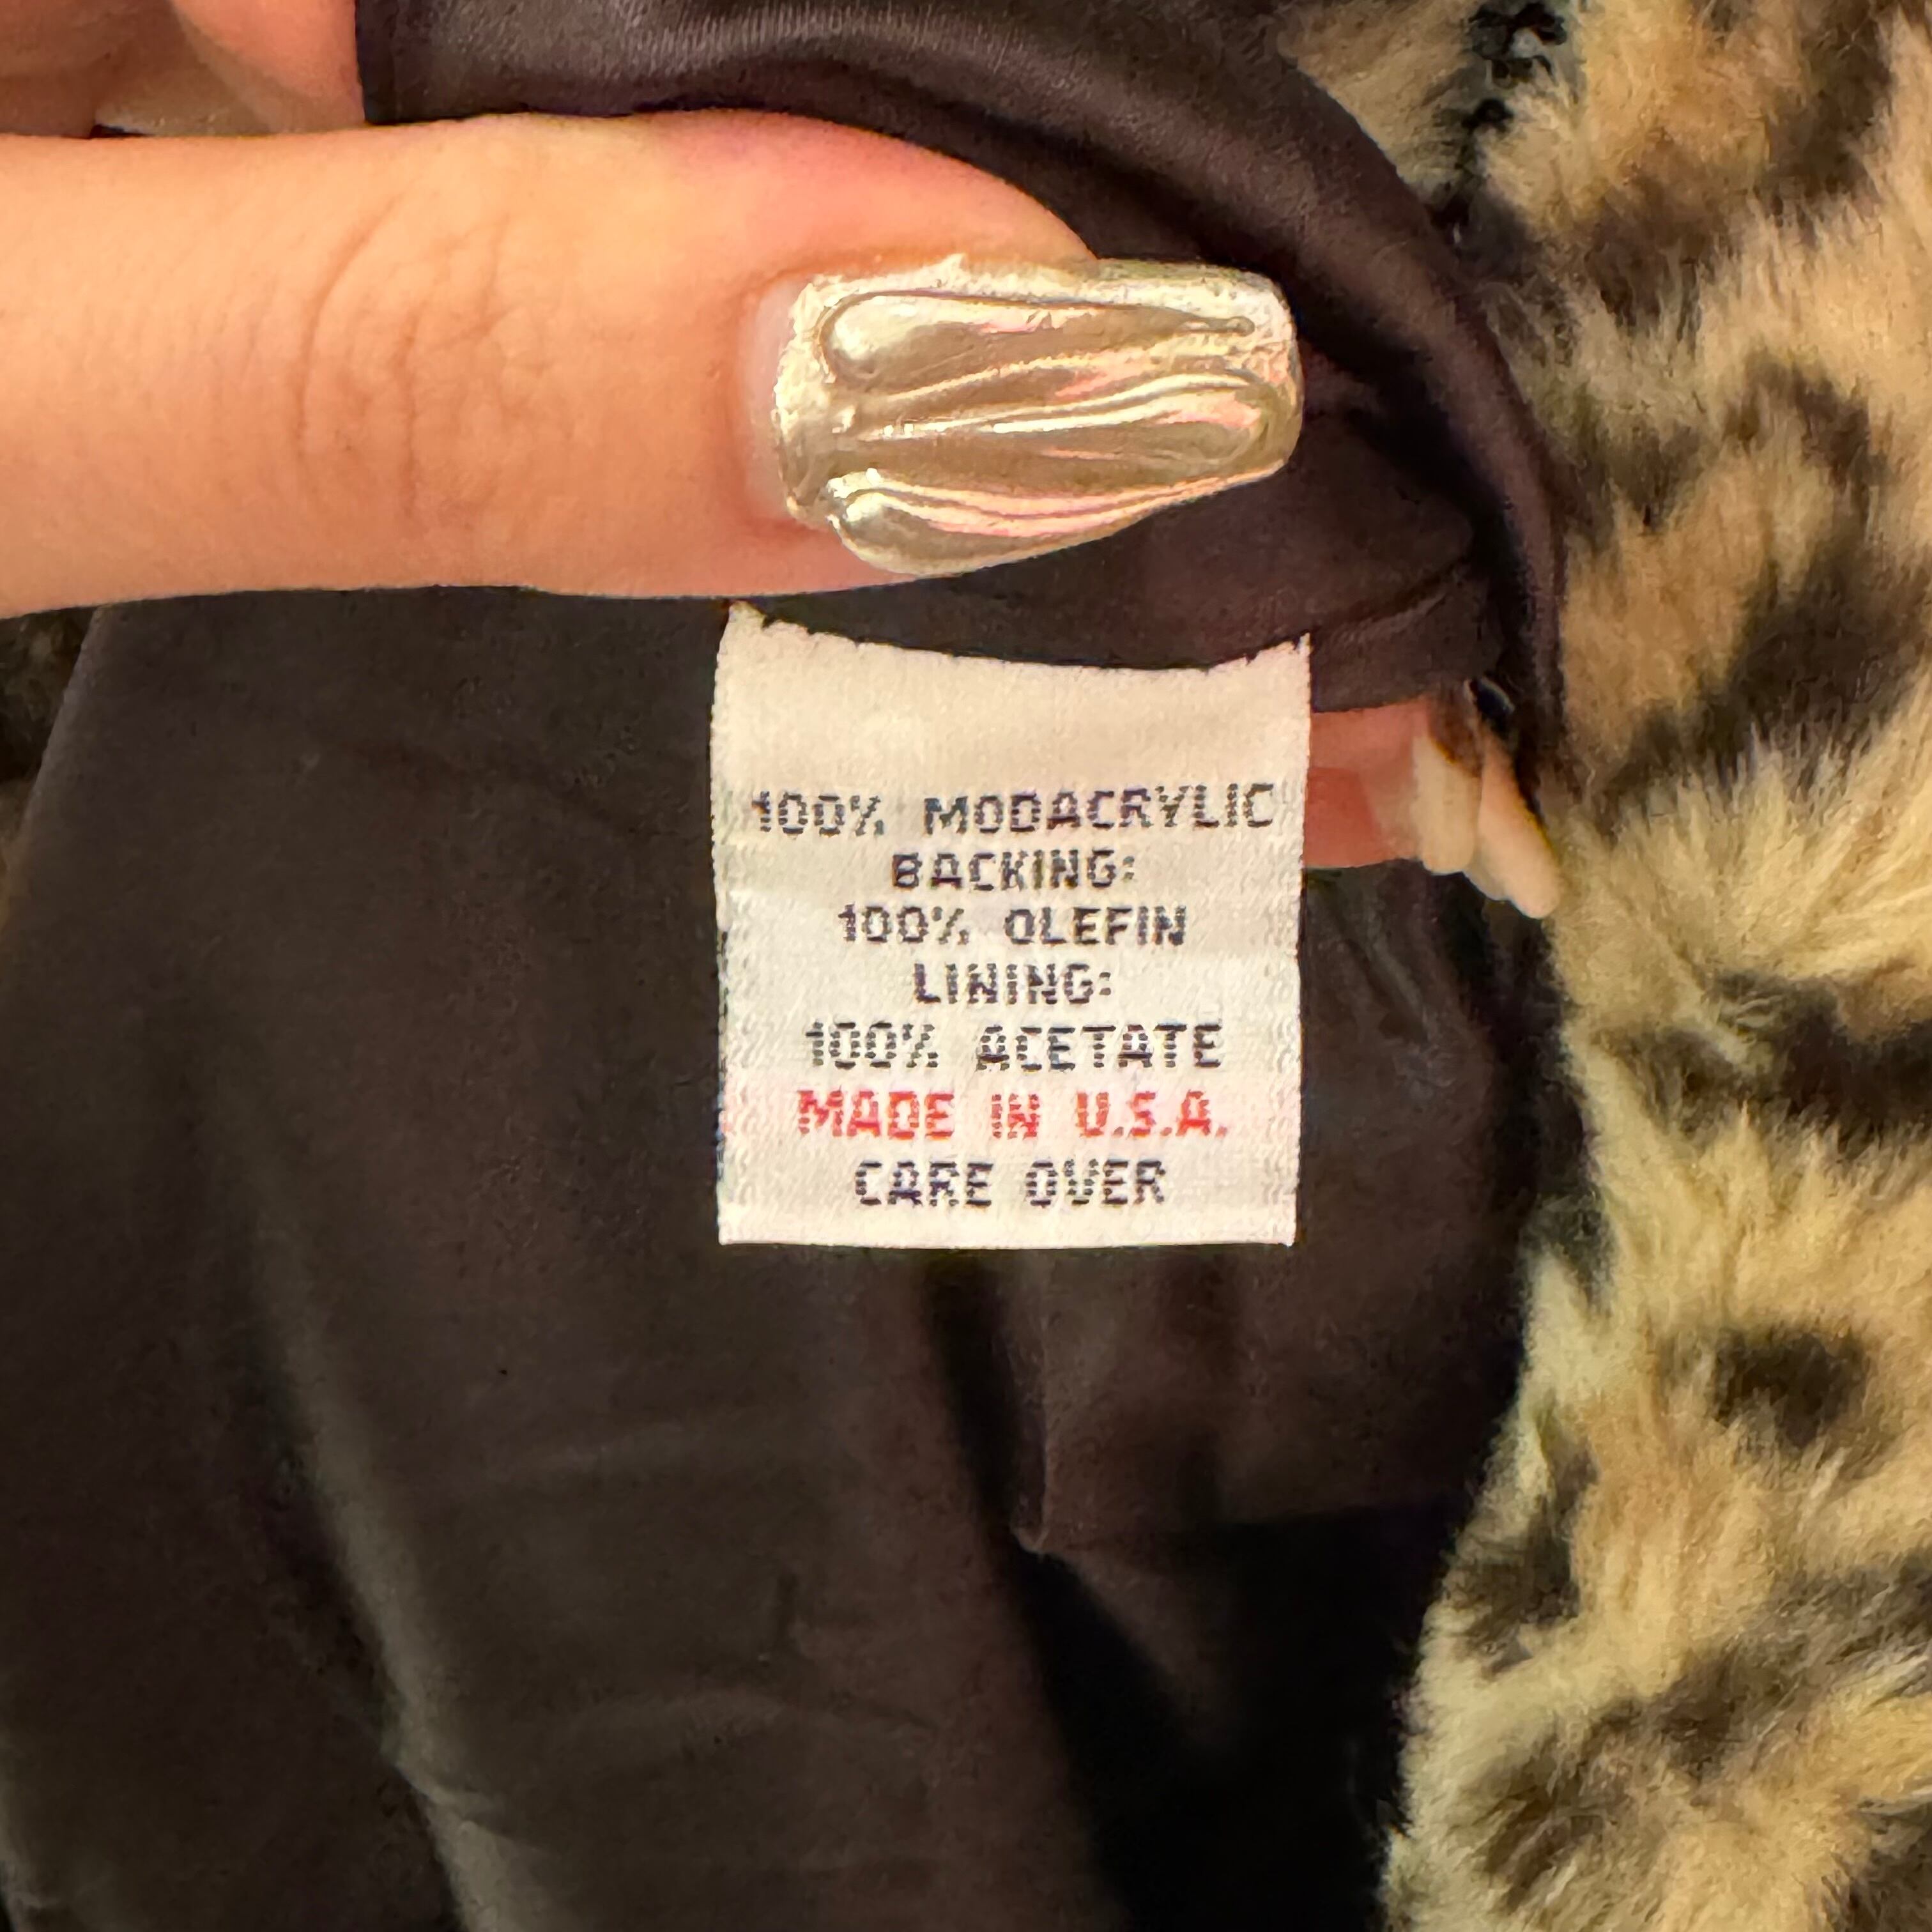 100% MODACRYLIC
BACKING:
100% OLEFIN
LINING:
100% ACETATE
MADE IN U.S.A.
CARE OVER